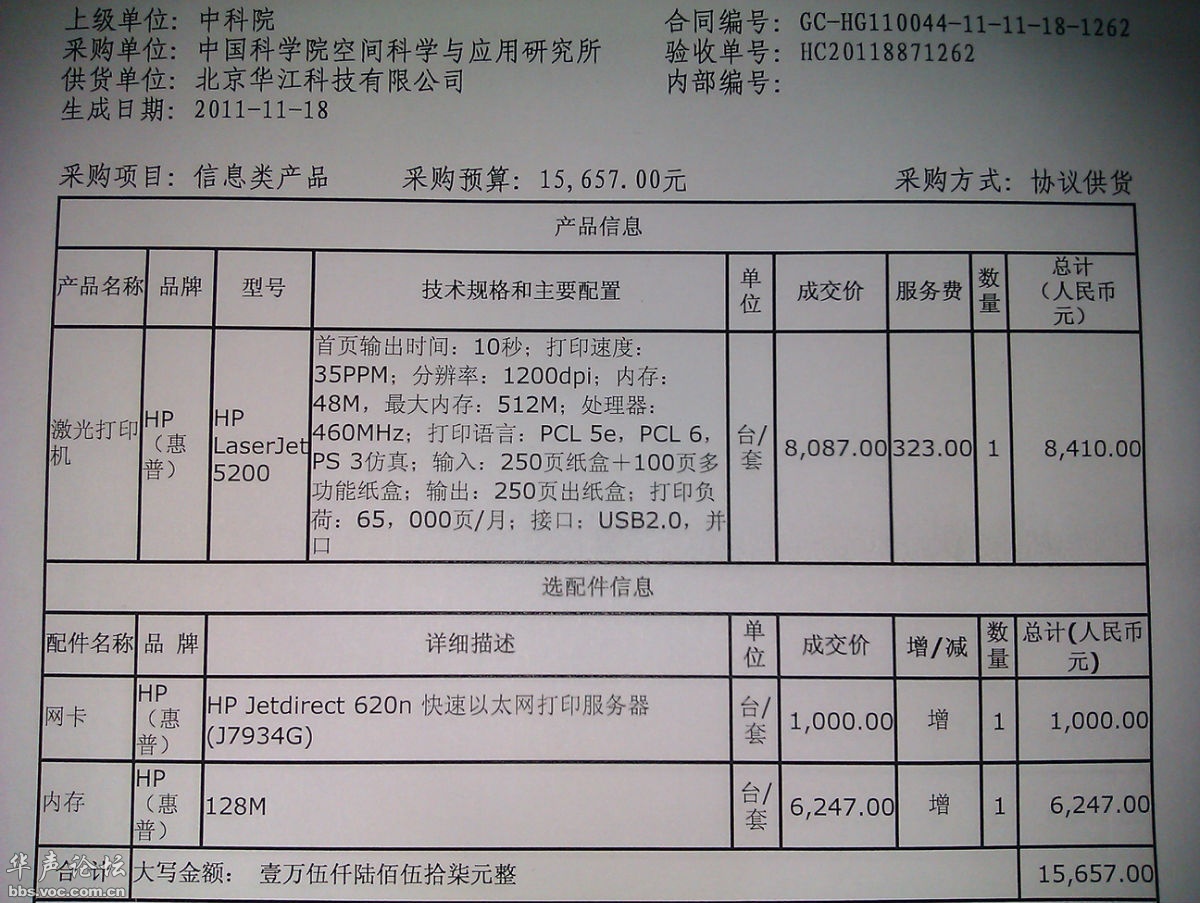 上级单位： 中科院
合同编号： GC-HG110044-11-11-18-1262
采购单位： 中国科学院空间科学与应用研究所
验收单号： HC20118871262
供货单位： 北京华江科技有限公司
内部编号：
生成日期： 2011-11-18
采购项目： 信息类产品 采购预算： 15,657.00元 采购方式： 协议供货
产品信息
产品名称 品牌 型号 技术规格和主要配置 单位 成交价 服务费 数量 总计（人民币元）
激光打印机
HP（惠普）
HP LaserJet 5200
首页输出时间：10秒；打印速度：
35PPM；分辨率：1200dpi；内存：
48M，最大内存：512M；处理器：
460MHz；打印语言：PCL 5e，PCL 6，
PS 3仿真；输入：250页纸盒＋100页多
功能纸盒；输出：250页出纸盒；打印负
荷：65，000页/月；接口：USB2.0，并
口
台/套 8,087.00 323.00 1 8,410.00
选配件信息
配件名称 品 牌 详细描述 单位 成交价 增/减 数量 总计(人民币元)
网卡
HP（惠普）
HP Jetdirect 620n 快速以太网打印服务器
(J7934G)
台/套 1,000.00 增 1 1,000.00
内存
HP（惠普）
128M
台/套 6,247.00 增 1 6,247.00
合 计 大写金额： 壹万伍仟陆佰伍拾柒元整 15,657.00
华声论坛
bbs.voc.com.cn